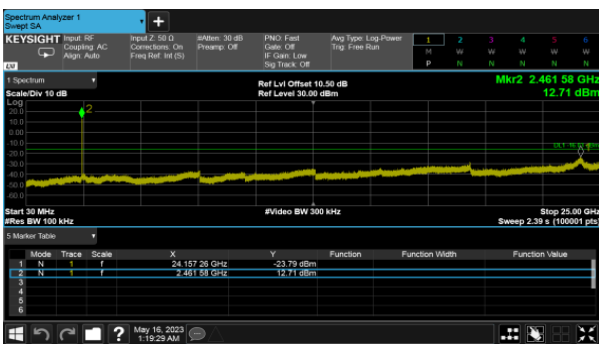 Spectrum Analyzer 1
Swept SA
+
KEYSIGHT Input: RF Input Z: 50 Ω #Atten: 30 dB PNO: Fast Avg Type: Log-Power 1 2 3 4 5 6
Coupling: AC Corrections: On Preamp: Off Gate: Off Trig: Free Run M W W W W W
Align: Auto Freq Ref: Int (S) IF Gain: Low P N N N N N
Sig Track: Off
LXI
1 Spectrum Ref Lvl Offset 10.50 dB Mkr2 2.461 58 GHz
Scale/Div 10 dB Ref Level 30.00 dBm 12.71 dBm
Log
20.0 2
10.0
0.00
-10.0
-20.0
-30.0
-40.0
-50.0
-60.0
Start 30 MHz #Video BW 300 kHz Stop 25.00 GHz
#Res BW 100 kHz Sweep 2.39 s (100001 pts)
5 Marker Table
Mode Trace Scale X Y Function Function Width Function Value
1 N 1 f 24.157 26 GHz -23.79 dBm
2 N 1 f 2.461 58 GHz 12.71 dBm
3
4
5
6
? May 16, 2023
1:19:29 AM